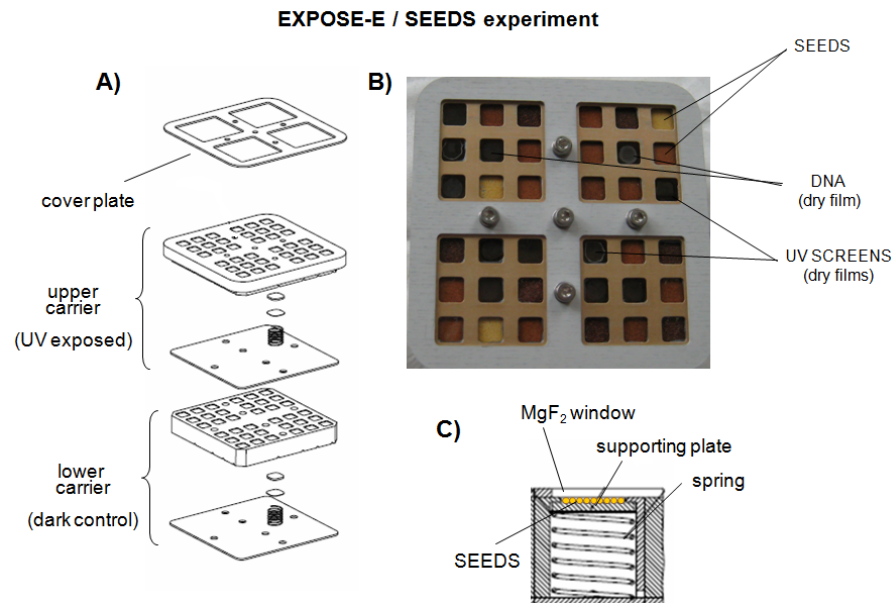 EXPOSE-E / SEEDS experiment
A)
cover plate
upper
carrier
(UV exposed)
lower
carrier
(dark control)
B)
SEEDS
DNA
(dry film)
UV SCREENS
(dry films)
C)
MgF₂ window
supporting plate
spring
SEEDS